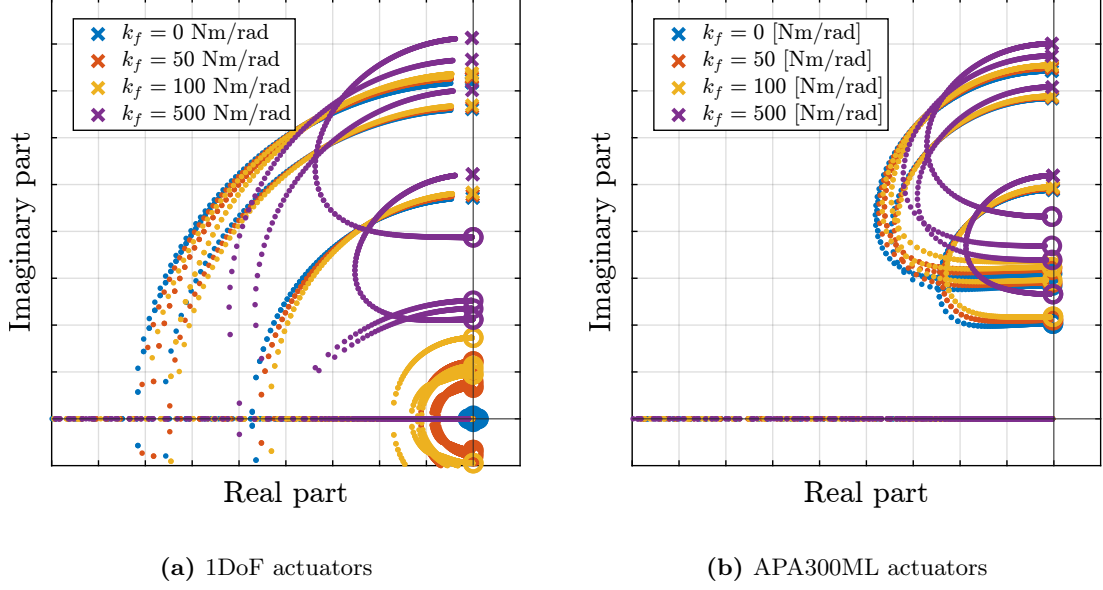 k_f = 0 Nm/rad
k_f = 50 Nm/rad
k_f = 100 Nm/rad
k_f = 500 Nm/rad
Imaginary part
Real part
(a) 1DoF actuators
k_f = 0 [Nm/rad]
k_f = 50 [Nm/rad]
k_f = 100 [Nm/rad]
k_f = 500 [Nm/rad]
Imaginary part
Real part
(b) APA300ML actuators